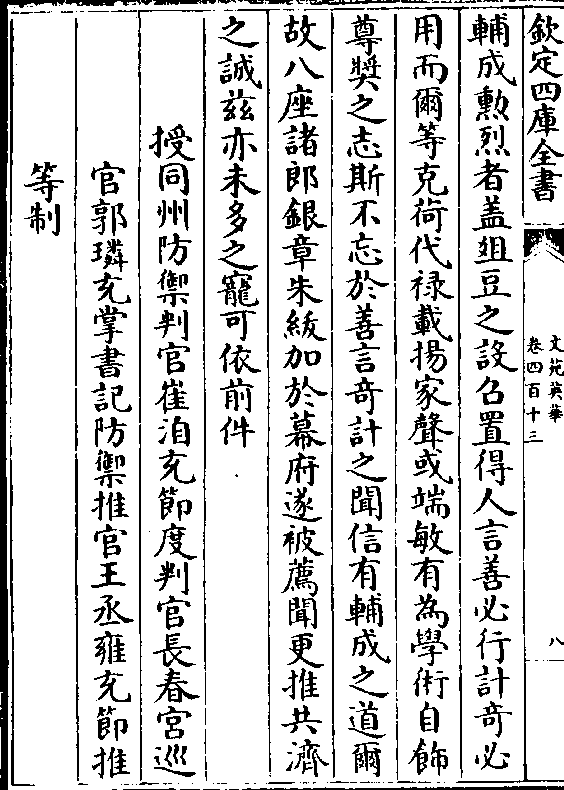 欽定四庫全書
文苑英華
卷四百十三
八
輔成勲烈者盖爼豆之設召置得人言善必行計奇必
用而爾等克荷代禄載揚家聲或端敏有為學術自飾
尊奬之志斯不忘於善言奇計之聞信有輔成之道爾
故八座諸郎銀章朱紱加於幕府遂被薦聞更推共濟
之誠兹亦未多之寵可依前件
授同州防禦判官崔洎充節度判官長春宮巡
官郭璘充掌書記防禦推官王丞雍充節推
等制